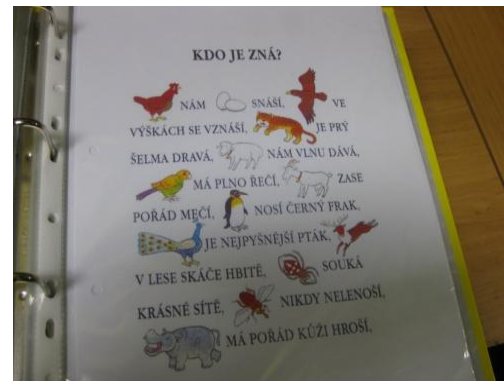 KDO JE ZNÁ?
NÁM SNÁŠÍ, VE
VÝŠKÁCH SE VZNÁŠÍ, JE PRÝ
ŠELMA DRAVÁ, NÁM VLNU DÁVÁ,
MÁ PLNO ŘEČÍ, ZASE
POŘÁD MEČÍ, NOSÍ ČERNÝ FRAK,
JE NEJPYŠNĚJŠÍ PTÁK,
V LESE SKÁČE HBITĚ, SOUKÁ
KRÁSNÉ SÍTĚ, NIKDY NELENOŠÍ,
MÁ POŘÁD KŮŽI HROŠÍ,